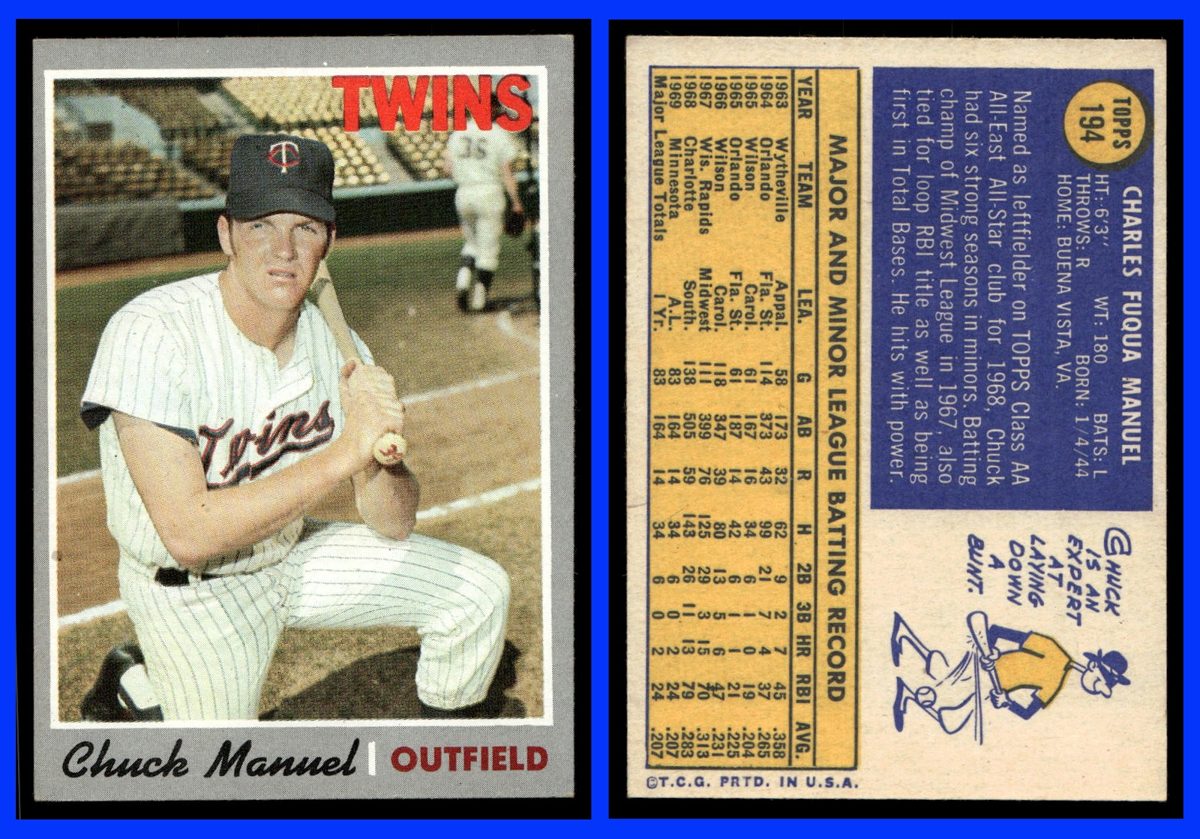 TWINS
Twins
Chuck Manuel | OUTFIELD
TOPPS
194
CHARLES FUQUA MANUEL
HT: 6'3" WT: 180 BATS: L
THROWS: R BORN: 1/4/44
HOME: BUENA VISTA, VA.
Named as leftfielder on TOPPS Class AA
All-East All-Star club for 1968, Chuck
had six strong seasons in minors. Batting
champ of Midwest League in 1967, also
tied for loop RBI title as well as being
first in Total Bases. He hits with power.
CHUCK
IS AN
EXPERT
AT
LAYING
DOWN
A
BUNT.
MAJOR AND MINOR LEAGUE BATTING RECORD
YEAR TEAM LEA. G AB R H 2B 3B HR RBI AVG.
1963 Wytheville Appal. 58 173 32 62 9 2 7 45 .358
1964 Orlando Fla. St. 114 373 43 99 21 7 4 37 .265
1965 Wilson Carol. 61 167 16 34 6 1 0 19 .204
1965 Orlando Fla. St. 61 187 14 42 6 1 1 21 .225
1966 Wilson Carol. 118 347 39 80 13 5 6 47 .231
1967 Wis. Rapids Midwest 111 399 76 125 29 3 15 70 .313
1968 Charlotte South. 138 505 59 143 26 11 13 79 .283
1969 Minnesota A.L. 83 164 14 34 6 0 2 24 .207
Major League Totals 1 Yr. 83 164 14 34 6 0 2 24 .207
©T.C.G. PRTD. IN U.S.A.